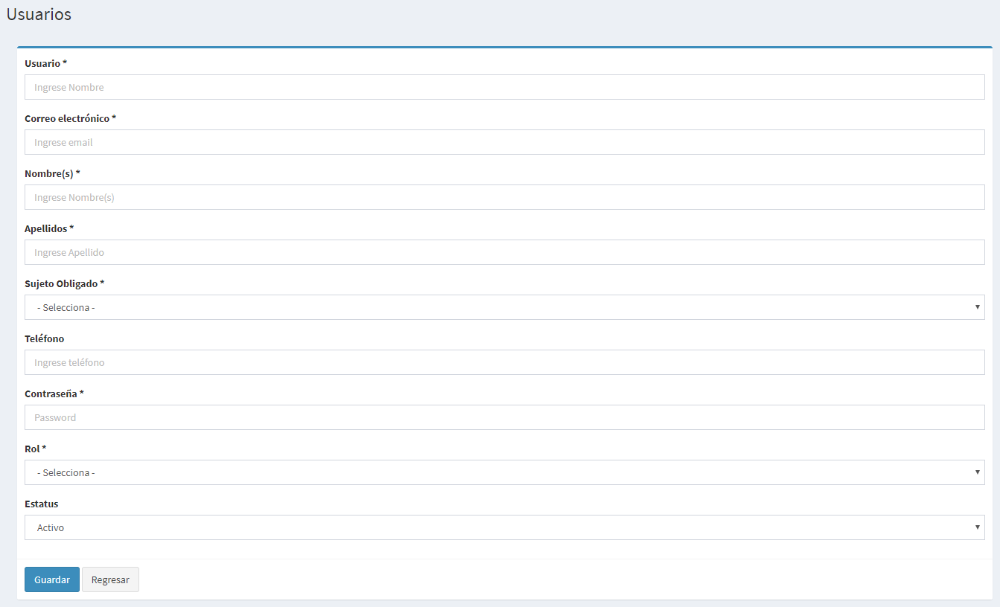 Usuarios
Usuario *
Ingrese Nombre
Correo electrónico *
Ingrese email
Nombre(s) *
Ingrese Nombre(s)
Apellidos *
Ingrese Apellido
Sujeto Obligado *
- Selecciona -
Teléfono
Ingrese teléfono
Contraseña *
Password
Rol *
- Selecciona -
Estatus
Activo
Guardar Regresar